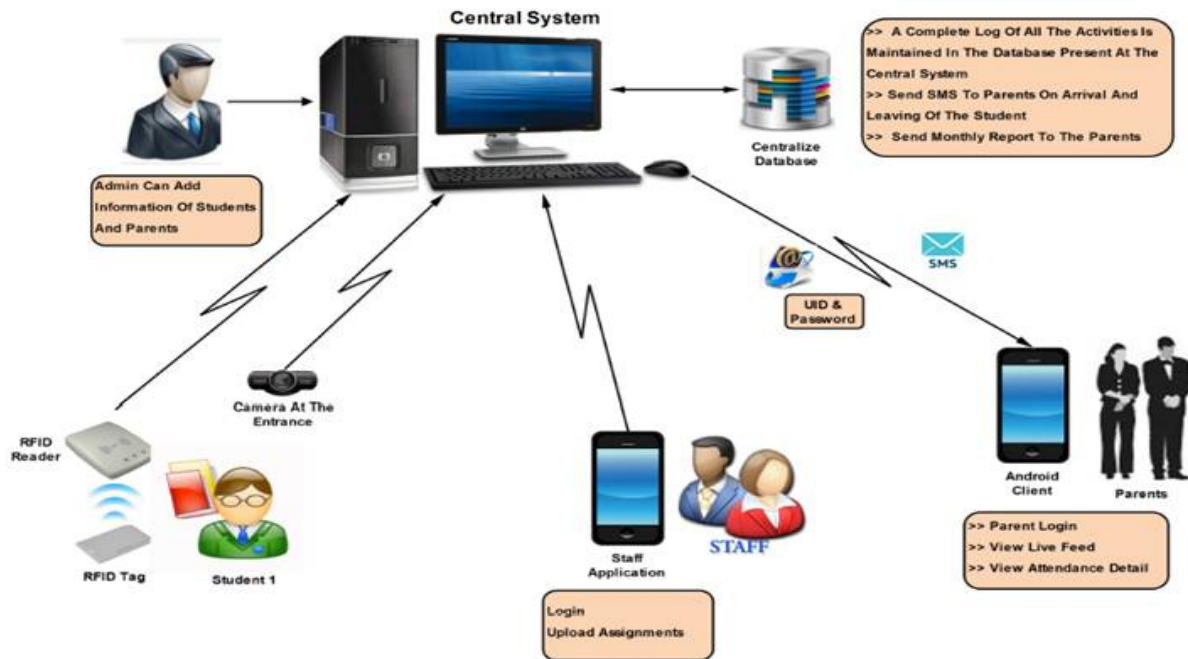 Central System
>> A Complete Log Of All The Activities Is
Maintained In The Database Present At The
Central System
>> Send SMS To Parents On Arrival And
Leaving Of The Student
>> Send Monthly Report To The Parents
Centralize
Database
Admin Can Add
Information Of Students
And Parents
@
SMS
UID &
Password
Camera At The
Entrance
RFID
Reader
RFID Tag
Student 1
STAFF
Staff
Application
Login
Upload Assignments
Android
Client
Parents
>> Parent Login
>> View Live Feed
>> View Attendance Detail